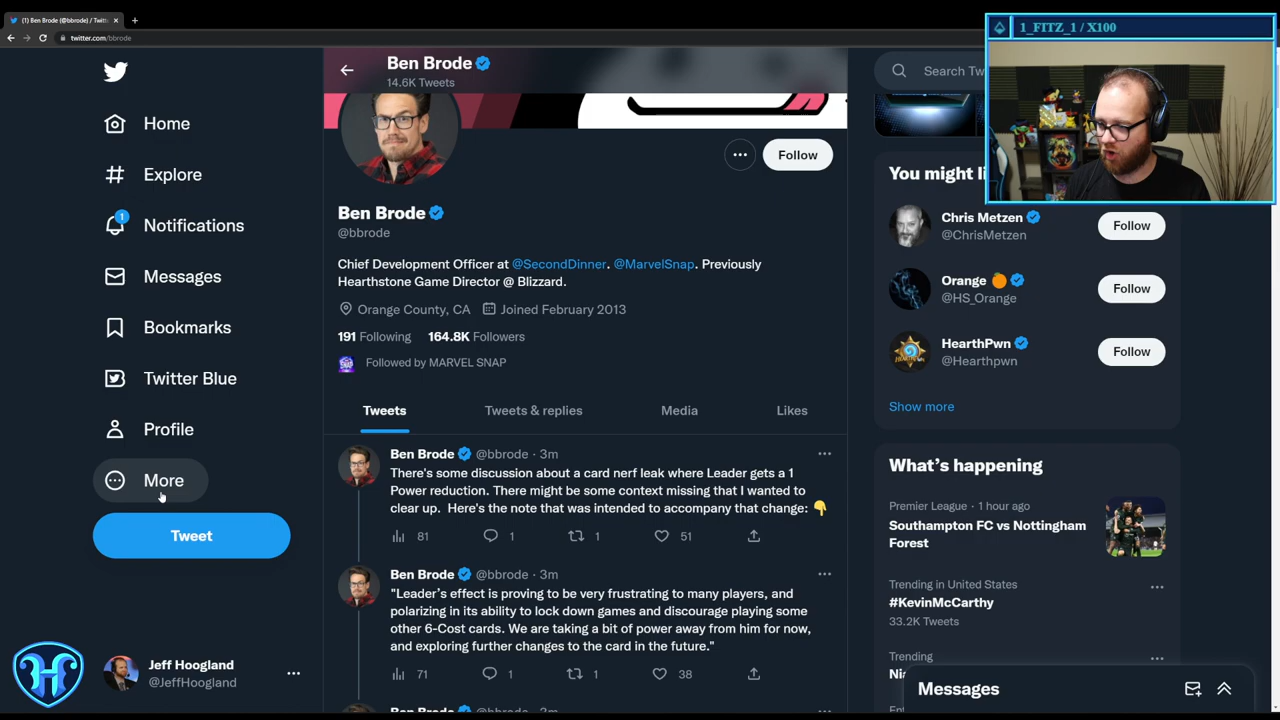 (1) Ben Brode (@bbrode) / Twitt
twitter.com/bbrode
1_FITZ_1 / X100
Home
Explore
1
Notifications
Messages
Bookmarks
Twitter Blue
Profile
More
Tweet
Jeff Hoogland
@JeffHoogland
Ben Brode
14.6K Tweets
Follow
Ben Brode
@bbrode
Chief Development Officer at @SecondDinner. @MarvelSnap. Previously
Hearthstone Game Director @ Blizzard.
Orange County, CA Joined February 2013
191 Following 164.8K Followers
Followed by MARVEL SNAP
Tweets Tweets & replies Media Likes
Ben Brode @bbrode · 3m
There's some discussion about a card nerf leak where Leader gets a 1
Power reduction. There might be some context missing that I wanted to
clear up. Here's the note that was intended to accompany that change: 👇
81 1 1 51
Ben Brode @bbrode · 3m
"Leader's effect is proving to be very frustrating to many players, and
polarizing in its ability to lock down games and discourage playing some
other 6-Cost cards. We are taking a bit of power away from him for now,
and exploring further changes to the card in the future."
71 1 1 38
Ben Brode @bbrode · 3m
Search Tw
You might li
Chris Metzen
@ChrisMetzen
Follow
Orange 🍊
@HS_Orange
Follow
HearthPwn
@Hearthpwn
Follow
Show more
What's happening
Premier League · 1 hour ago
Southampton FC vs Nottingham
Forest
Trending in United States
#KevinMcCarthy
33.2K Tweets
Trending
Ni
Messages